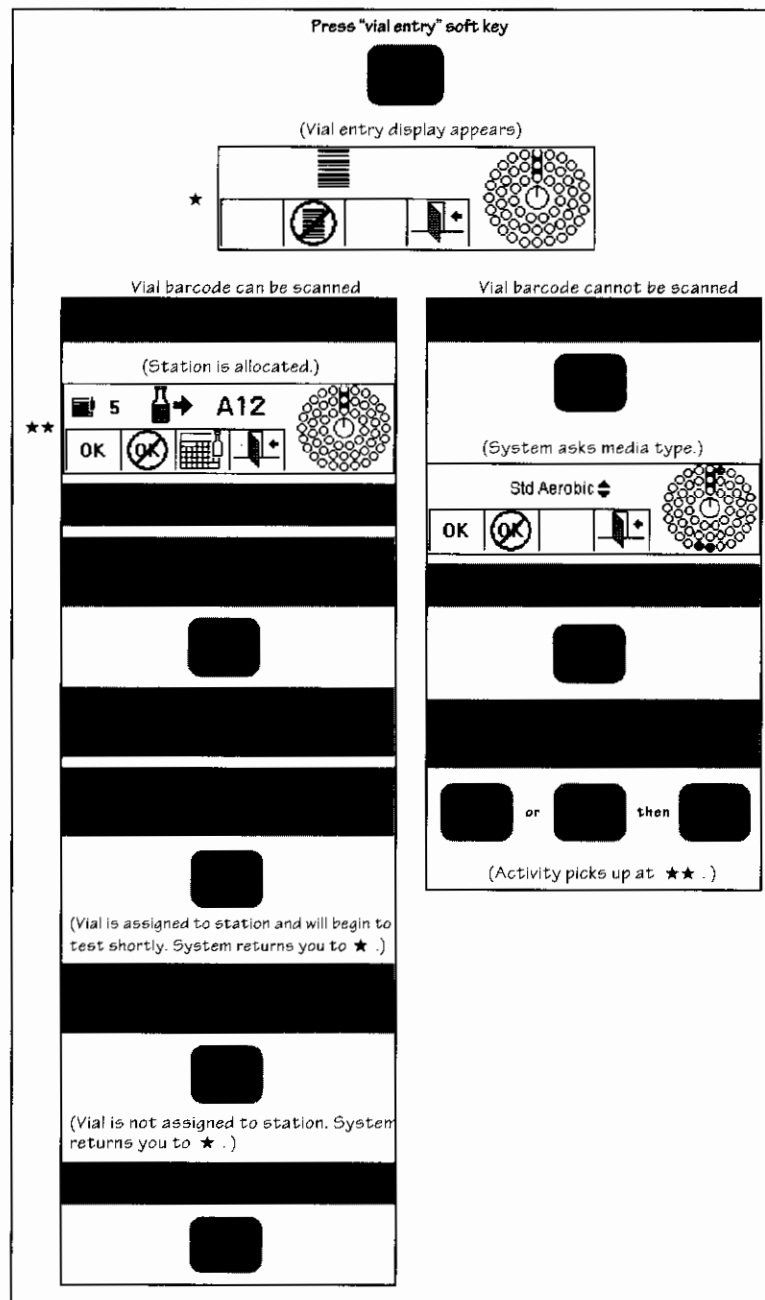 Press "vial entry" soft key
(Vial entry display appears)
★
Vial barcode can be scanned
(Station is allocated.)
★★
5 A12
OK OK
(Vial is assigned to station and will begin to
test shortly. System returns you to ★ .)
(Vial is not assigned to station. System
returns you to ★ .)
Vial barcode cannot be scanned
(System asks media type.)
Std Aerobic
OK OK
or then
(Activity picks up at ★★ .)